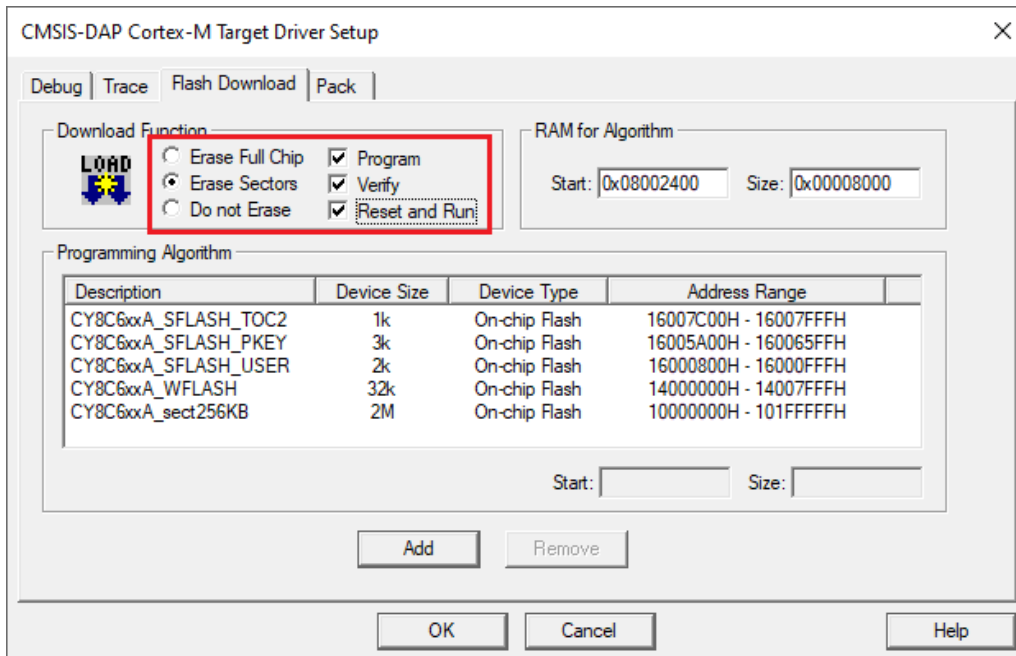 CMSIS-DAP Cortex-M Target Driver Setup
Debug Trace Flash Download Pack
Download Function
LOAD
Erase Full Chip Program
Erase Sectors Verify
Do not Erase Reset and Run
RAM for Algorithm
Start: 0x08002400 Size: 0x00008000
Programming Algorithm
Description Device Size Device Type Address Range
CY8C6xxA_SFLASH_TOC2 1k On-chip Flash 16007C00H - 16007FFFH
CY8C6xxA_SFLASH_PKEY 3k On-chip Flash 16005A00H - 160065FFH
CY8C6xxA_SFLASH_USER 2k On-chip Flash 16000800H - 16000FFFH
CY8C6xxA_WFLASH 32k On-chip Flash 14000000H - 14007FFFH
CY8C6xxA_sect256KB 2M On-chip Flash 10000000H - 101FFFFFH
Start: Size:
Add Remove
OK Cancel Help